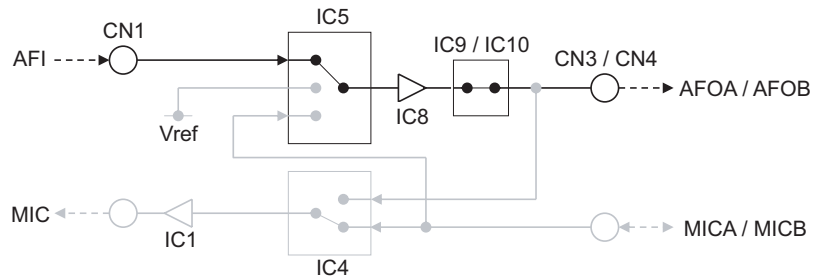 CN1
IC5
IC9 / IC10
CN3 / CN4
AFI
AFOA / AFOB
IC8
Vref
MIC
IC1
IC4
MICA / MICB